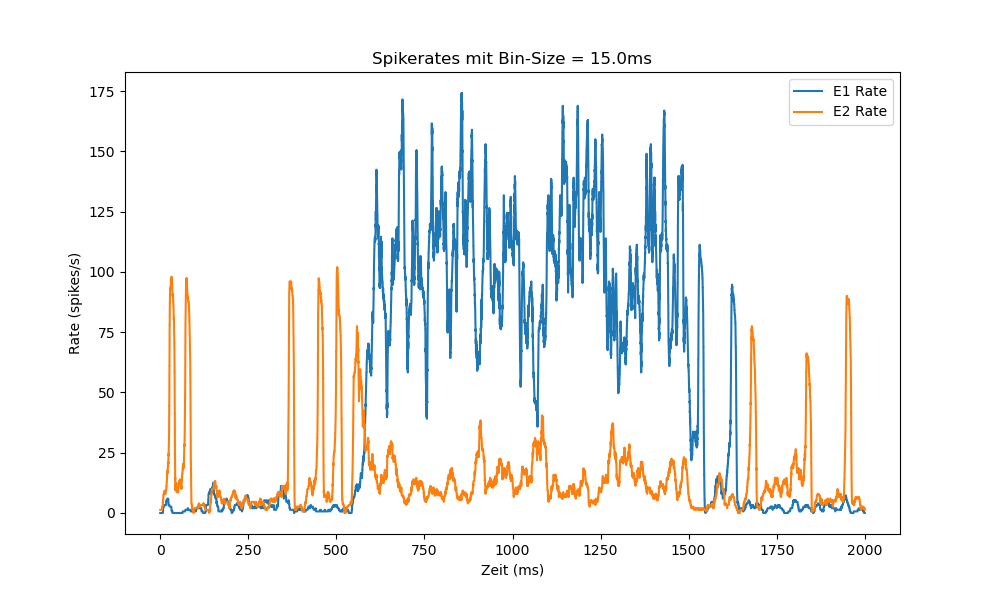 Spikerates mit Bin-Size = 15.0ms
E1 Rate
E2 Rate
175
150
125
100
75
50
25
0
Rate (spikes/s)
0 250 500 750 1000 1250 1500 1750 2000
Zeit (ms)